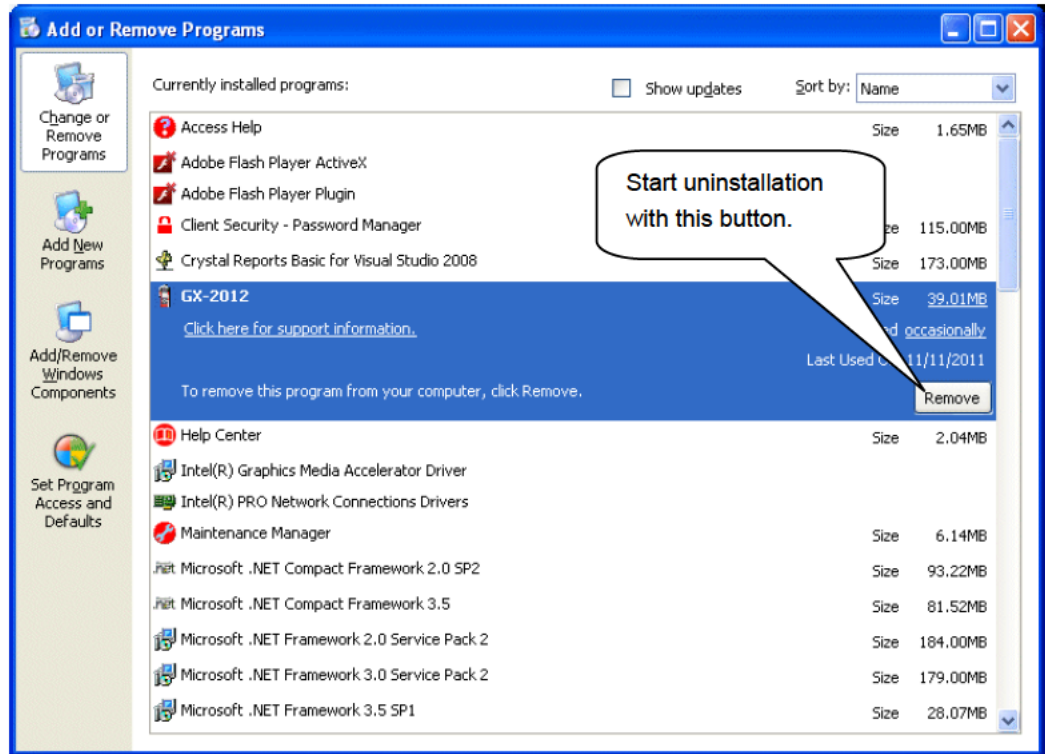 Add or Remove Programs
Change or
Remove
Programs
Add New
Programs
Add/Remove
Windows
Components
Set Program
Access and
Defaults
Currently installed programs:
Show updates
Sort by: Name
Access Help Size 1.65MB
Adobe Flash Player ActiveX
Adobe Flash Player Plugin
Start uninstallation
with this button.
Client Security - Password Manager 115.00MB
Crystal Reports Basic for Visual Studio 2008 Size 173.00MB
GX-2012 Size 39.01MB
Click here for support information. occasionally
Last Used 11/11/2011
To remove this program from your computer, click Remove.
Remove
Help Center Size 2.04MB
Intel(R) Graphics Media Accelerator Driver
Intel(R) PRO Network Connections Drivers
Maintenance Manager Size 6.14MB
Microsoft .NET Compact Framework 2.0 SP2 Size 93.22MB
Microsoft .NET Compact Framework 3.5 Size 81.52MB
Microsoft .NET Framework 2.0 Service Pack 2 Size 184.00MB
Microsoft .NET Framework 3.0 Service Pack 2 Size 179.00MB
Microsoft .NET Framework 3.5 SP1 Size 28.07MB